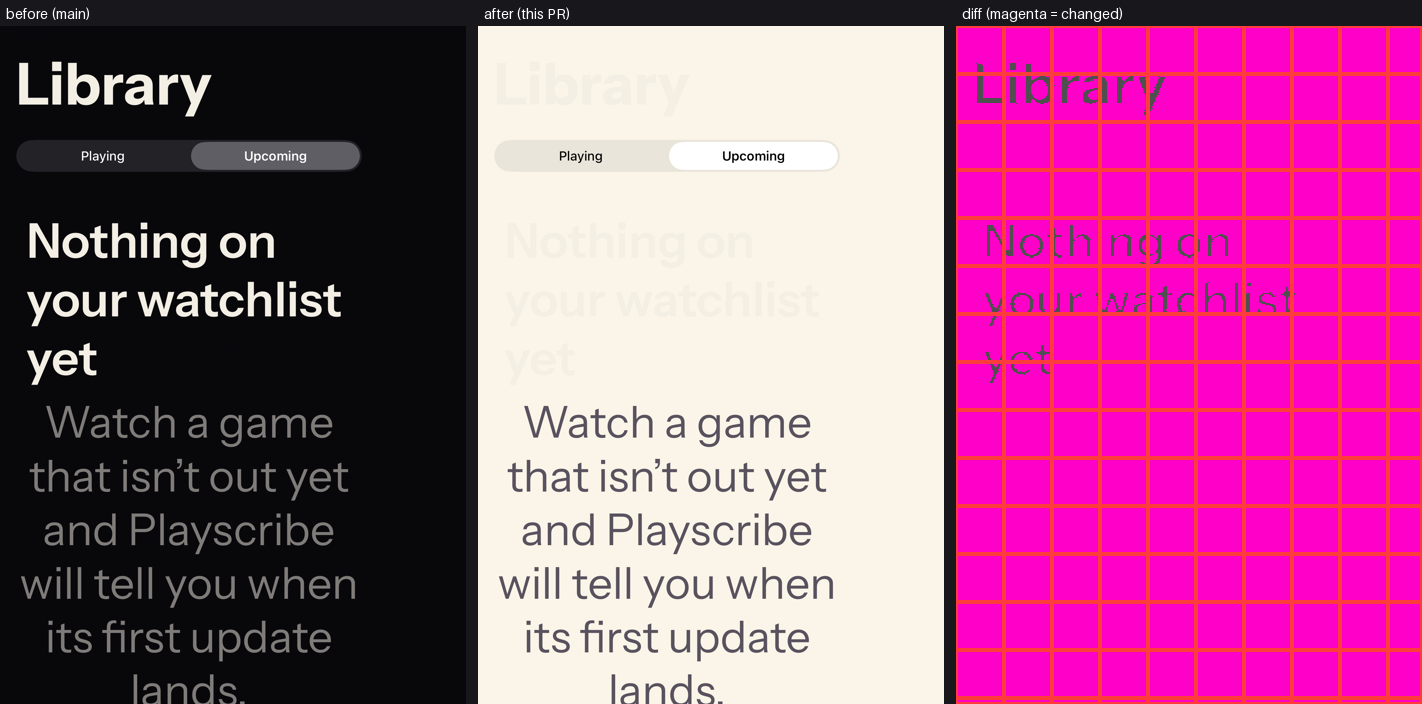 before (main)
after (this PR)
diff (magenta = changed)
Library
Playing
Upcoming
Nothing on
your watchlist
yet
Watch a game
that isn’t out yet
and Playscribe
will tell you when
its first update
lands.
Library
Playing
Upcoming
Nothing on
your watchlist
yet
Watch a game
that isn’t out yet
and Playscribe
will tell you when
its first update
lands.
Library
Nothing on
your watchlist
yet